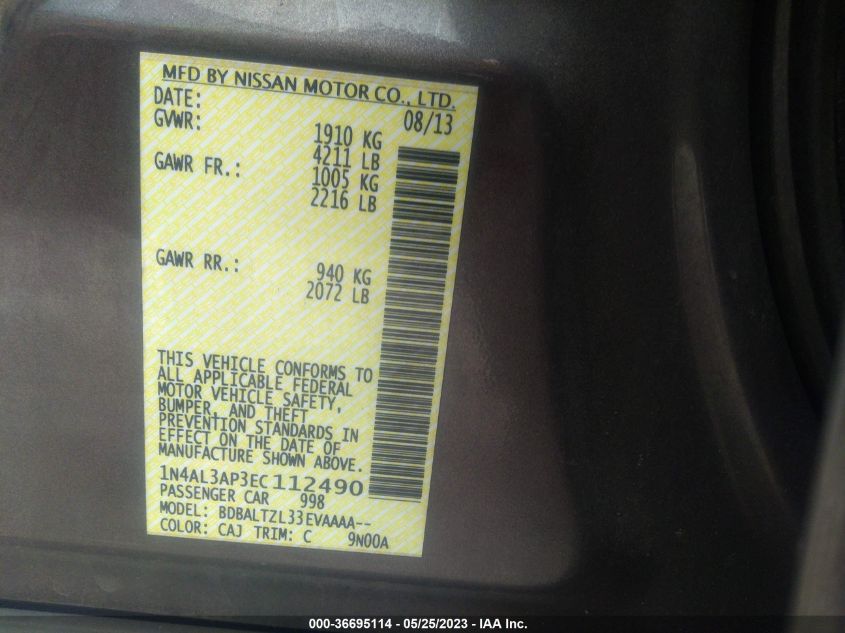 MFD BY NISSAN MOTOR CO., LTD.
DATE: 08/13
GVWR: 1910 KG
4211 LB
GAWR FR.: 1005 KG
2216 LB
GAWR RR.: 940 KG
2072 LB
THIS VEHICLE CONFORMS TO
ALL APPLICABLE FEDERAL
MOTOR VEHICLE SAFETY,
BUMPER, AND THEFT
PREVENTION STANDARDS IN
EFFECT ON THE DATE OF
MANUFACTURE SHOWN ABOVE.
1N4AL3AP3EC112490
PASSENGER CAR 998
MODEL: BDBALTZL33EVAAAA--
COLOR: CAJ TRIM: C 9N00A
000-36695114 - 05/25/2023 - IAA Inc.